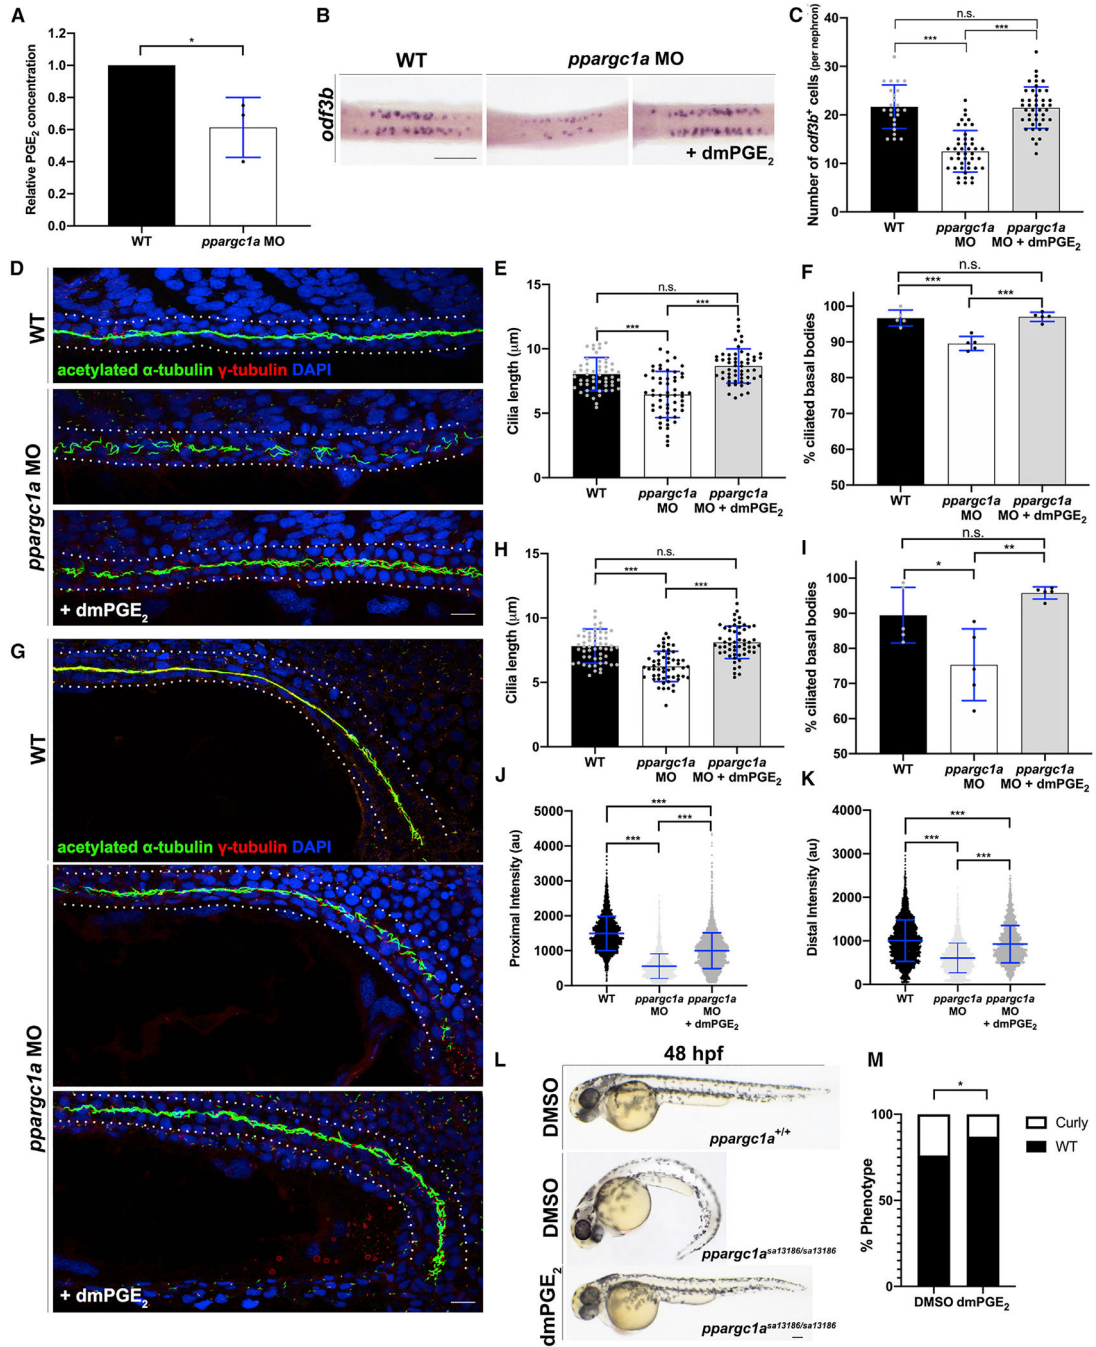 A
Relative PGE2 concentration
1.2
1.0
0.8
0.6
0.4
0.2
0.0
*
WT
ppargc1a MO
B
WT
ppargc1a MO
odf3b
+ dmPGE2
C
Number of odf3b+ cells (per nephron)
40
30
20
10
0
n.s.
***
***
WT
ppargc1a
MO
ppargc1a
MO + dmPGE2
D
WT
acetylated α-tubulin γ-tubulin DAPI
ppargc1a MO
+ dmPGE2
E
Cilia length (μm)
15
10
5
0
n.s.
***
***
WT
ppargc1a
MO
ppargc1a
MO + dmPGE2
F
% ciliated basal bodies
100
90
80
70
60
50
n.s.
***
***
WT
ppargc1a
MO
ppargc1a
MO + dmPGE2
G
WT
acetylated α-tubulin γ-tubulin DAPI
ppargc1a MO
+ dmPGE2
H
Cilia length (μm)
15
10
5
0
n.s.
***
***
WT
ppargc1a
MO
ppargc1a
MO + dmPGE2
I
% ciliated basal bodies
100
90
80
70
60
50
n.s.
**
*
WT
ppargc1a
MO
ppargc1a
MO + dmPGE2
J
Proximal Intensity (au)
5000
4000
3000
2000
1000
0
***
***
***
WT
ppargc1a
MO
ppargc1a
MO
+ dmPGE2
K
Distal Intensity (au)
4000
3000
2000
1000
0
***
***
***
WT
ppargc1a
MO
ppargc1a
MO
+ dmPGE2
L
48 hpf
DMSO
ppargc1a+/+
DMSO
ppargc1asa13186/sa13186
dmPGE2
ppargc1asa13186/sa13186
M
% Phenotype
100
50
0
*
Curly
WT
DMSO dmPGE2